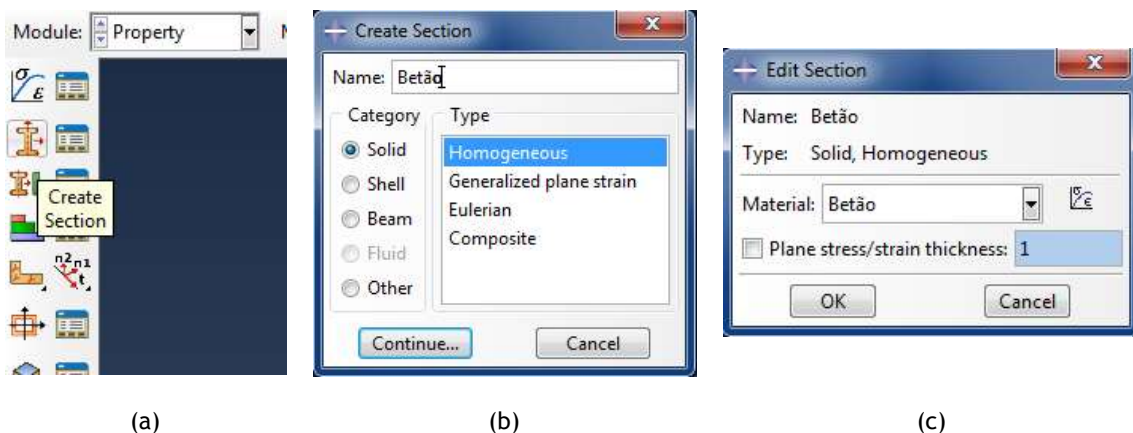 Module: Property
σ
ε
Create
Section
n2 n1
t
(a)
Create Section
Name: Betão
Category
Type
Solid
Shell
Beam
Fluid
Other
Homogeneous
Generalized plane strain
Eulerian
Composite
Continue...
Cancel
(b)
Edit Section
Name: Betão
Type: Solid, Homogeneous
Material: Betão
σ
ε
Plane stress/strain thickness: 1
OK
Cancel
(c)